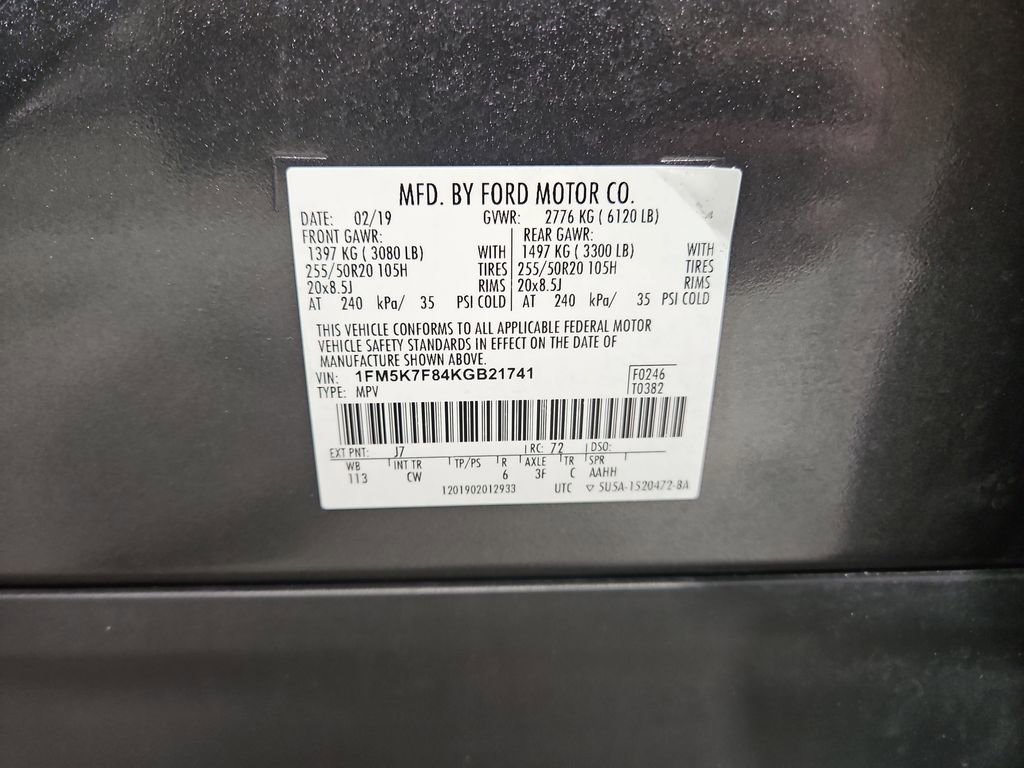 MFD. BY FORD MOTOR CO.
DATE: 02/19 GVWR: 2776 KG ( 6120 LB)
FRONT GAWR: REAR GAWR:
1397 KG ( 3080 LB) WITH 1497 KG ( 3300 LB) WITH
255/50R20 105H TIRES 255/50R20 105H TIRES
20x8.5J RIMS 20x8.5J RIMS
AT 240 kPa/ 35 PSI COLD AT 240 kPa/ 35 PSI COLD
THIS VEHICLE CONFORMS TO ALL APPLICABLE FEDERAL MOTOR
VEHICLE SAFETY STANDARDS IN EFFECT ON THE DATE OF
MANUFACTURE SHOWN ABOVE.
VIN: 1FM5K7F84KGB21741 F0246
TYPE: MPV T0382
EXT PNT: J7 RC: 72 DSO:
WB INT TR TP/PS R AXLE TR SPR
113 CW 6 3F C AAHH
1201902012933 UTC ▽ 5U5A-1520472-BA